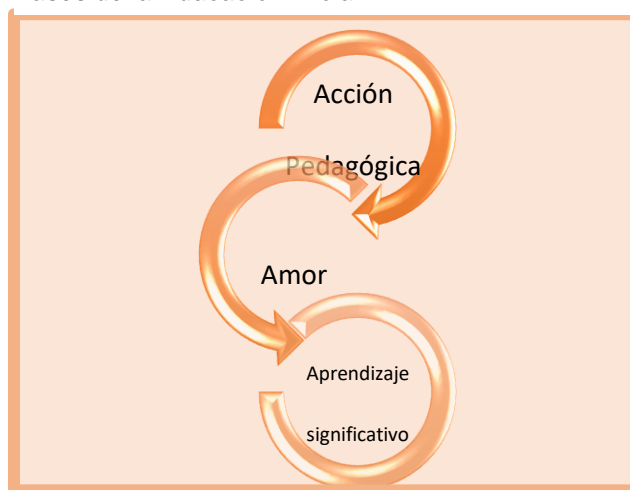 Acción
Pedagógica
Amor
Aprendizaje
significativo